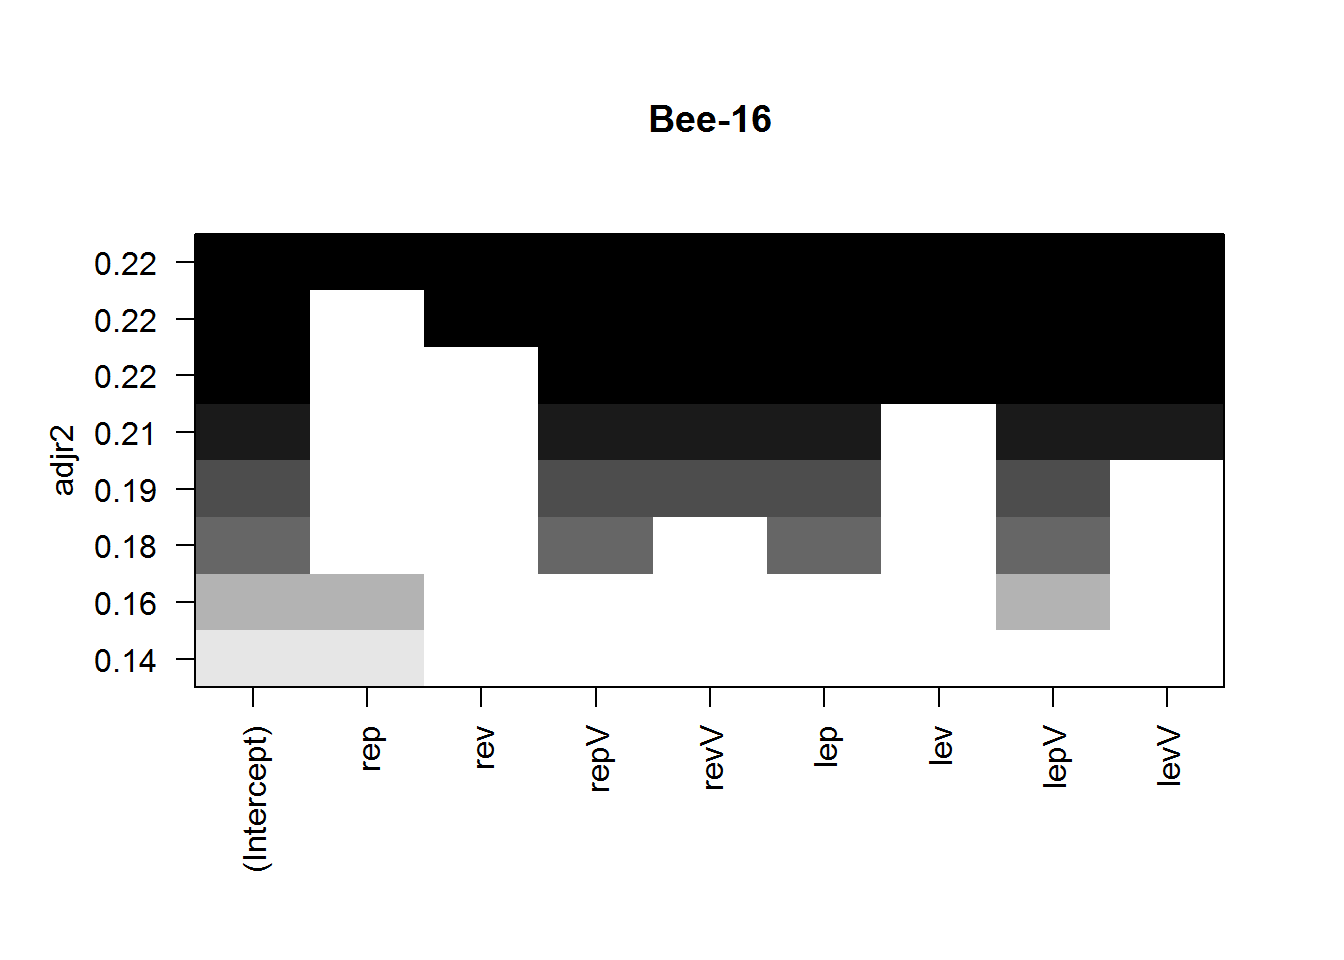 Bee-16
adjr2
0.22
0.22
0.22
0.21
0.19
0.18
0.16
0.14
(Intercept)
rep
rev
repV
revV
lep
lev
lepV
levV